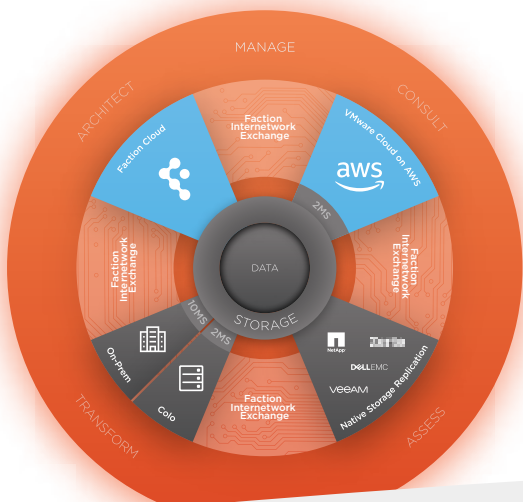 MANAGE
ARCHITECT
CONSULT
Faction
Internetwork
Exchange
Faction Cloud
VMware Cloud on AWS
aws
2MS
Faction
Internetwork
Exchange
DATA
STORAGE
Faction
Internetwork
Exchange
10MS
2MS
On-Prem
Colo
NetApp
DELL EMC
veeAM
Native Storage Replication
Faction
Internetwork
Exchange
TRANSFORM
ASSESS